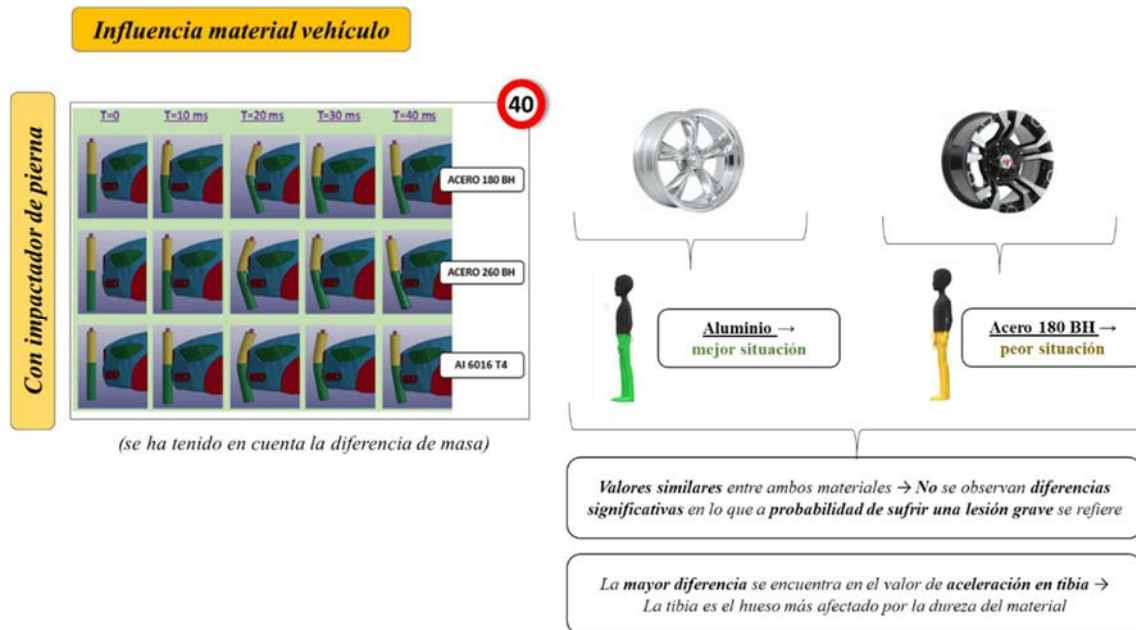 Influencia material vehículo
Con impactador de pierna
40
T=0 T=10 ms T=20 ms T=30 ms T=40 ms
ACERO 180 BH
ACERO 260 BH
Al 6016 T4
(se ha tenido en cuenta la diferencia de masa)
Aluminio →
mejor situación
Acero 180 BH →
peor situación
Valores similares entre ambos materiales → No se observan diferencias
significativas en lo que a probabilidad de sufrir una lesión grave se refiere
La mayor diferencia se encuentra en el valor de aceleración en tibia →
La tibia es el hueso más afectado por la dureza del material